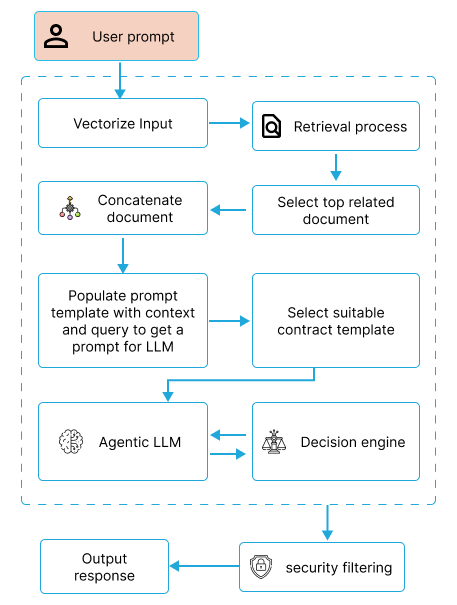 User prompt
Vectorize Input
Retrieval process
Select top related
document
Concatenate
document
Populate prompt
template with context
and query to get a
prompt for LLM
Select suitable
contract template
Agentic LLM
Decision engine
security filtering
Output
response